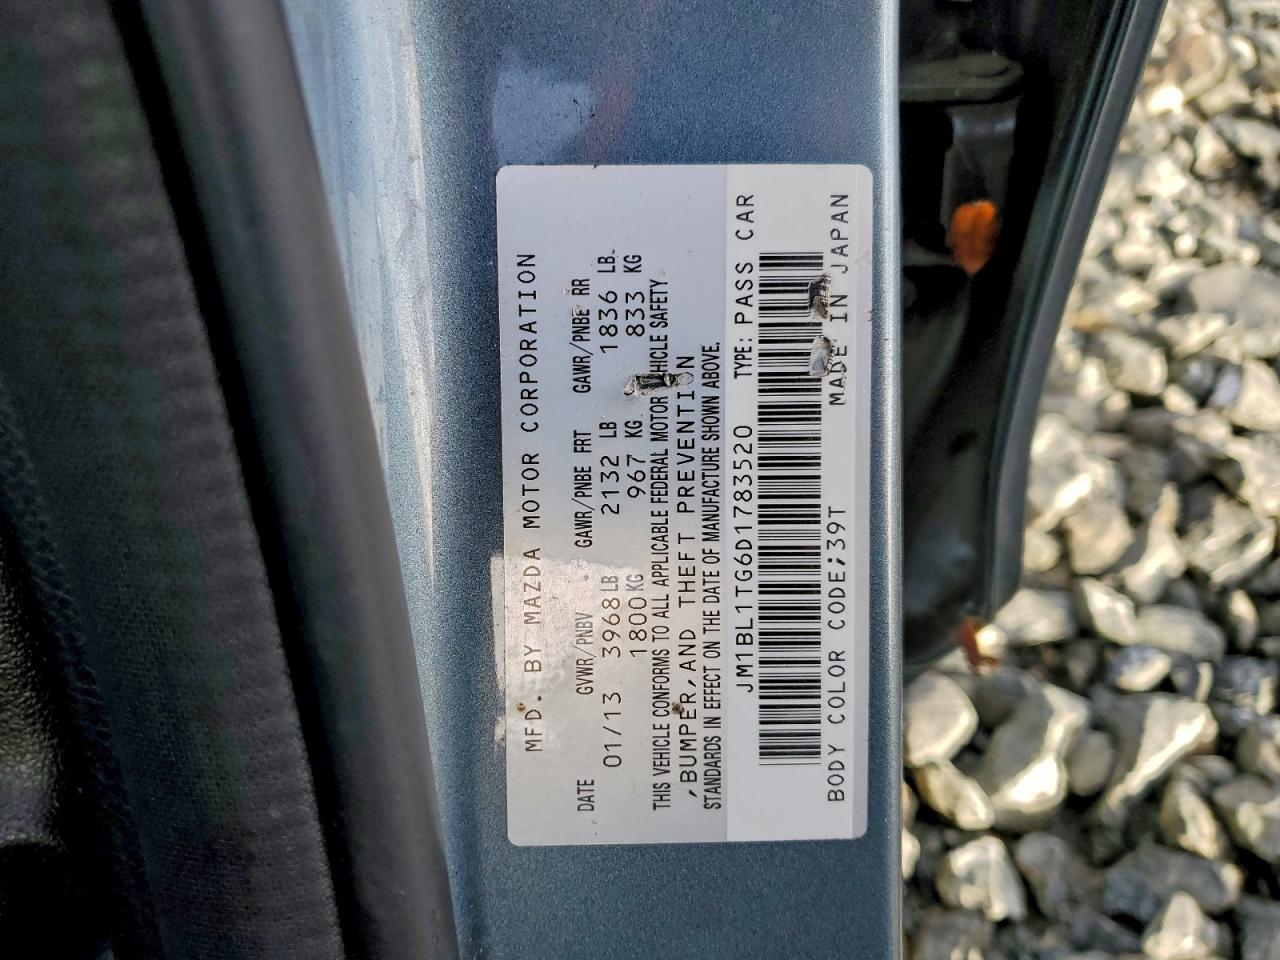 MFD. BY MAZDA MOTOR CORPORATION
DATE GVWR/PNBV GAWR/PNBE FRT GAWR/PNBE RR
01/13 3968 LB 2132 LB 1836 LB
1800 KG 967 KG 833 KG
THIS VEHICLE CONFORMS TO ALL APPLICABLE FEDERAL MOTOR VEHICLE SAFETY
,BUMPER,AND THEFT PREVENTION
STANDARDS IN EFFECT ON THE DATE OF MANUFACTURE SHOWN ABOVE.
JM1BL1TG6D1783520 TYPE: PASS CAR
BODY COLOR CODE;39T MADE IN JAPAN